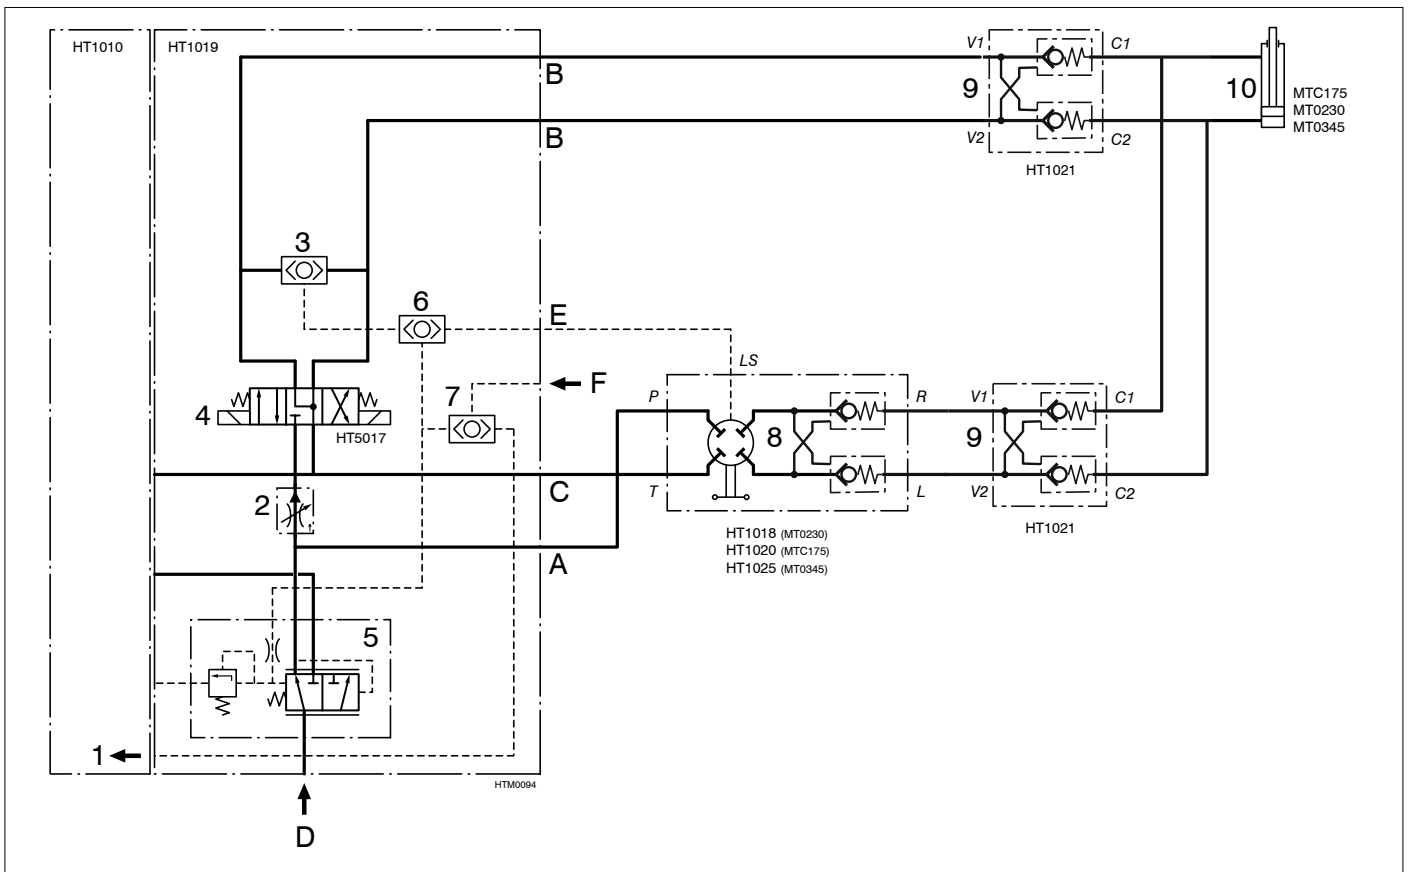 HT1010
HT1019
B
V1
C1
9
10
MTC175
MT0230
MT0345
B
V2
C2
HT1021
3
6
E
LS
F
7
4
HT5017
P
R
V1
C1
8
9
2
C
T
L
V2
C2
HT1021
HT1018 (MT0230)
HT1020 (MTC175)
HT1025 (MT0345)
A
5
1
HTM0094
D